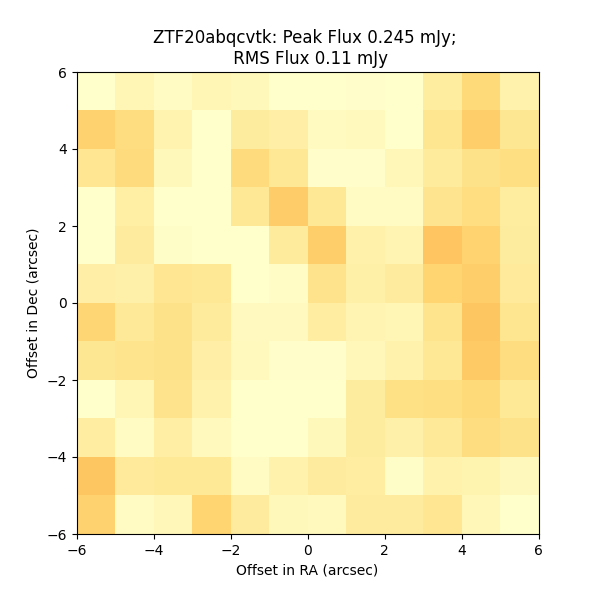 ZTF20abqcvtk: Peak Flux 0.245 mJy;
RMS Flux 0.11 mJy
6
4
2
0
−2
−4
−6
Offset in Dec (arcsec)
−6 −4 −2 0 2 4 6
Offset in RA (arcsec)